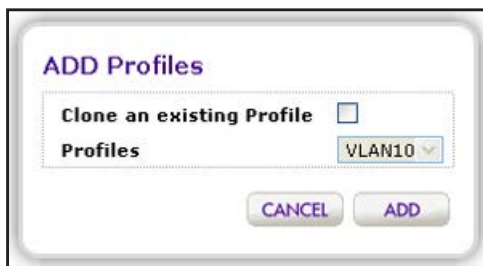 ADD Profiles
Clone an existing Profile
Profiles VLAN10
CANCEL ADD